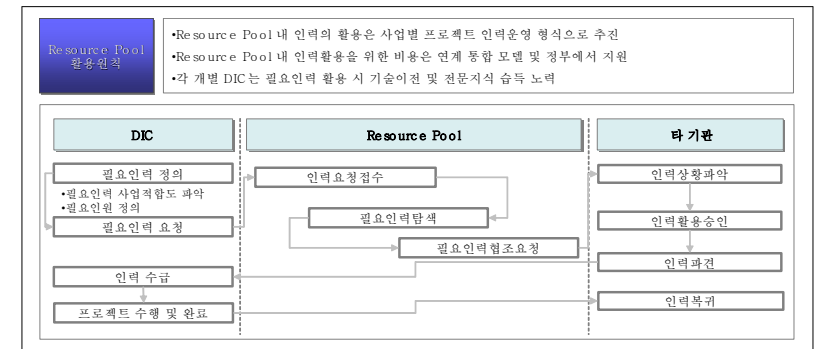 Resource Pool
활용원칙
•Resource Pool 내 인력의 활용은 사업별 프로젝트 인력운영 형식으로 추진
•Resource Pool 내 인력활용을 위한 비용은 연계 통합 모델 및 정부에서 지원
•각 개별 DIC는 필요인력 활용 시 기술이전 및 전문지식 습득 노력
DIC
Resource Pool
타 기관
필요인력 정의
•필요인력 사업적합도 파악
•필요인원 정의
필요인력 요청
인력요청접수
필요인력탐색
필요인력협조요청
인력상황파악
인력활용승인
인력파견
인력 수급
프로젝트 수행 및 완료
인력복귀